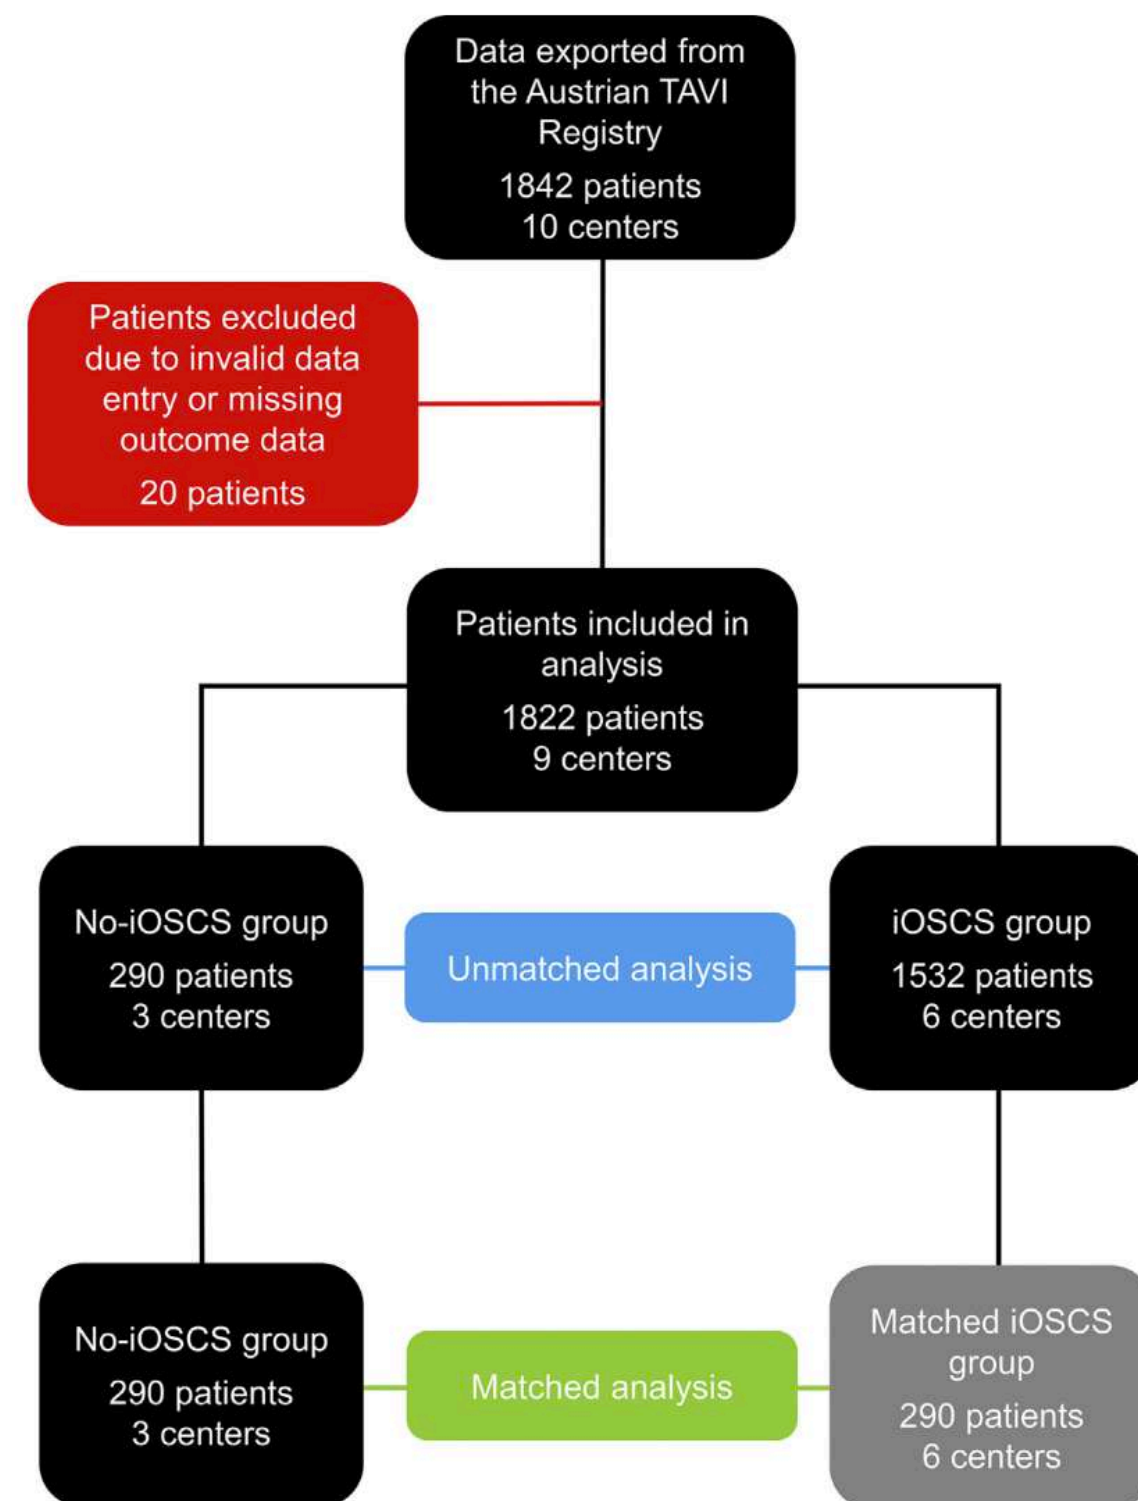 Data exported from
the Austrian TAVI
Registry
1842 patients
10 centers
Patients excluded
due to invalid data
entry or missing
outcome data
20 patients
Patients included in
analysis
1822 patients
9 centers
No-iOSCS group
290 patients
3 centers
Unmatched analysis
iOSCS group
1532 patients
6 centers
No-iOSCS group
290 patients
3 centers
Matched analysis
Matched iOSCS
group
290 patients
6 centers